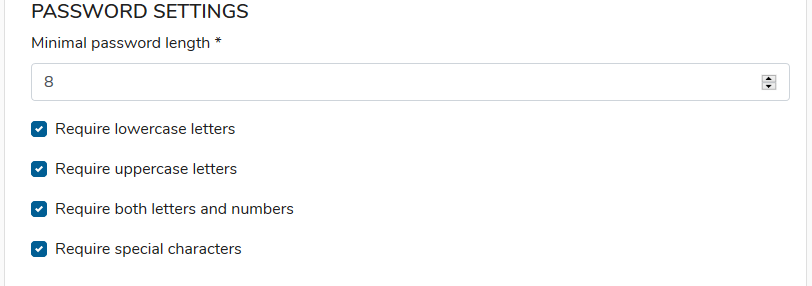 PASSWORD SETTINGS
Minimal password length *
8
Require lowercase letters
Require uppercase letters
Require both letters and numbers
Require special characters